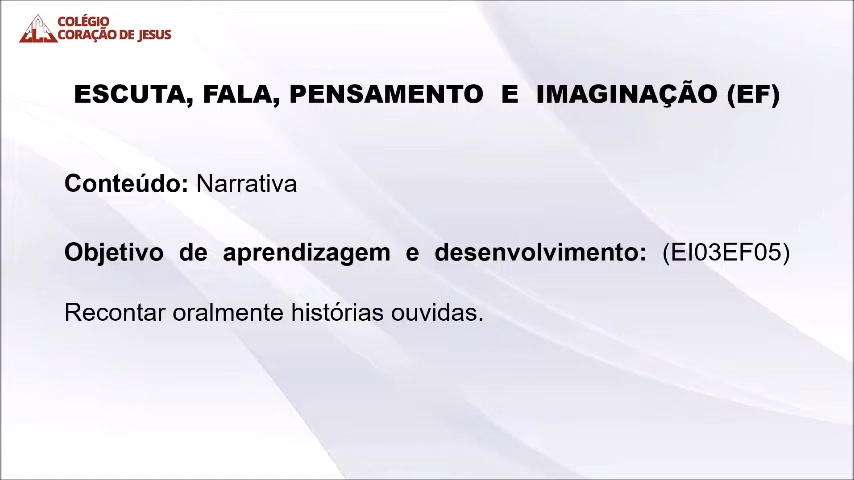 COLÉGIO
CORAÇÃO DE JESUS
ESCUTA, FALA, PENSAMENTO E IMAGINAÇÃO (EF)
Conteúdo: Narrativa
Objetivo de aprendizagem e desenvolvimento: (EI03EF05)
Recontar oralmente histórias ouvidas.